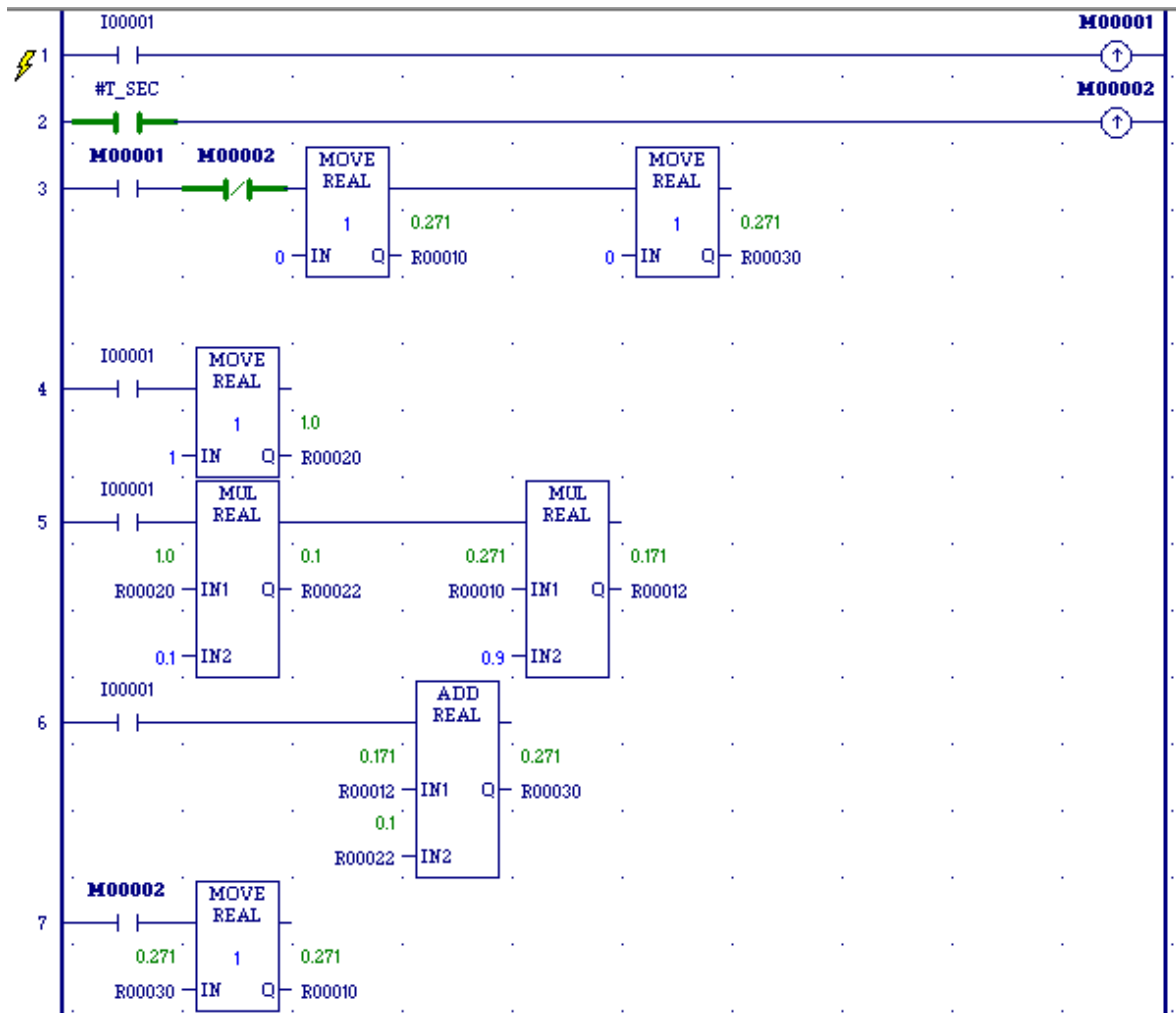 I00001 M00001
1
#T_SEC M00002
2
M00001 M00002 MOVE MOVE
3 REAL REAL
1 0.271 1 0.271
0 IN Q R00010 0 IN Q R00030
I00001 MOVE
4 REAL
1 1.0
1 IN Q R00020
I00001 MUL MUL
5 REAL REAL
1.0 0.1 0.271 0.171
R00020 IN1 Q R00022 R00010 IN1 Q R00012
0.1 IN2 0.9 IN2
I00001 ADD
6 REAL
0.171 0.271
R00012 IN1 Q R00030
0.1
R00022 IN2
M00002 MOVE
7 REAL
0.271 1 0.271
R00030 IN Q R00010